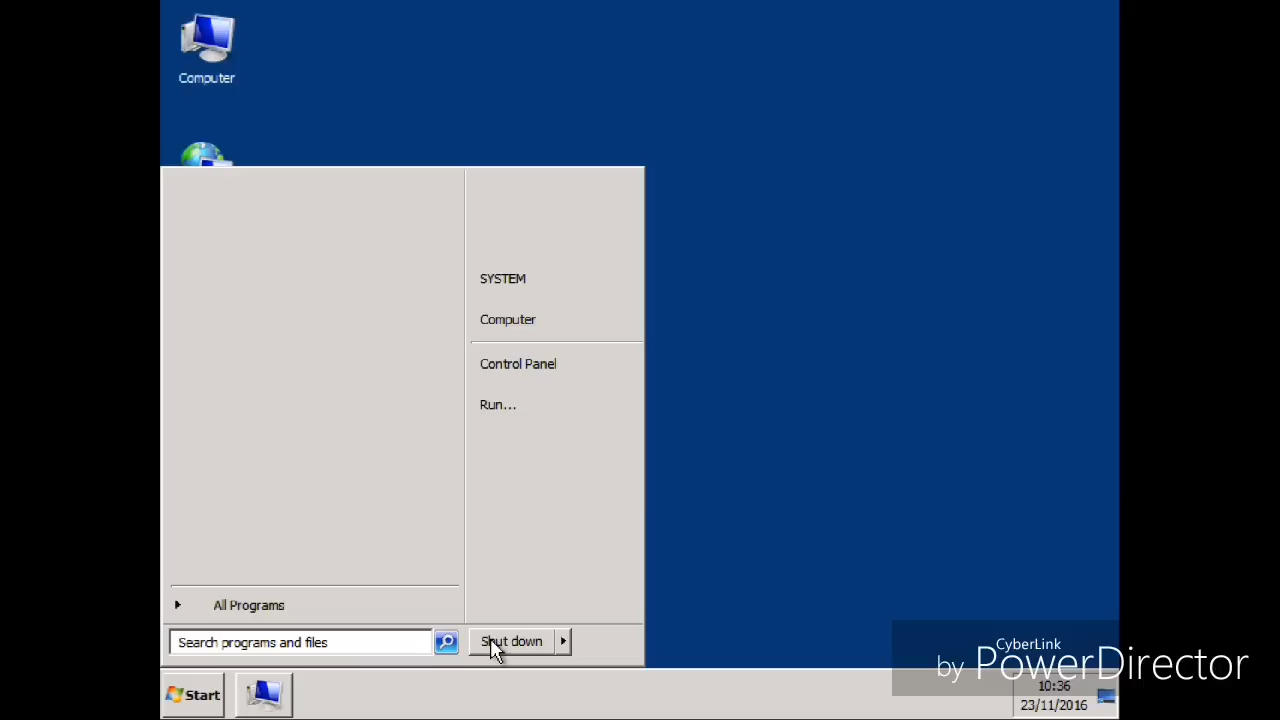 Computer
SYSTEM
Computer
Control Panel
Run...
All Programs
Search programs and files
Shut down
Start
10:36
23/11/2016
CyberLink
by PowerDirector